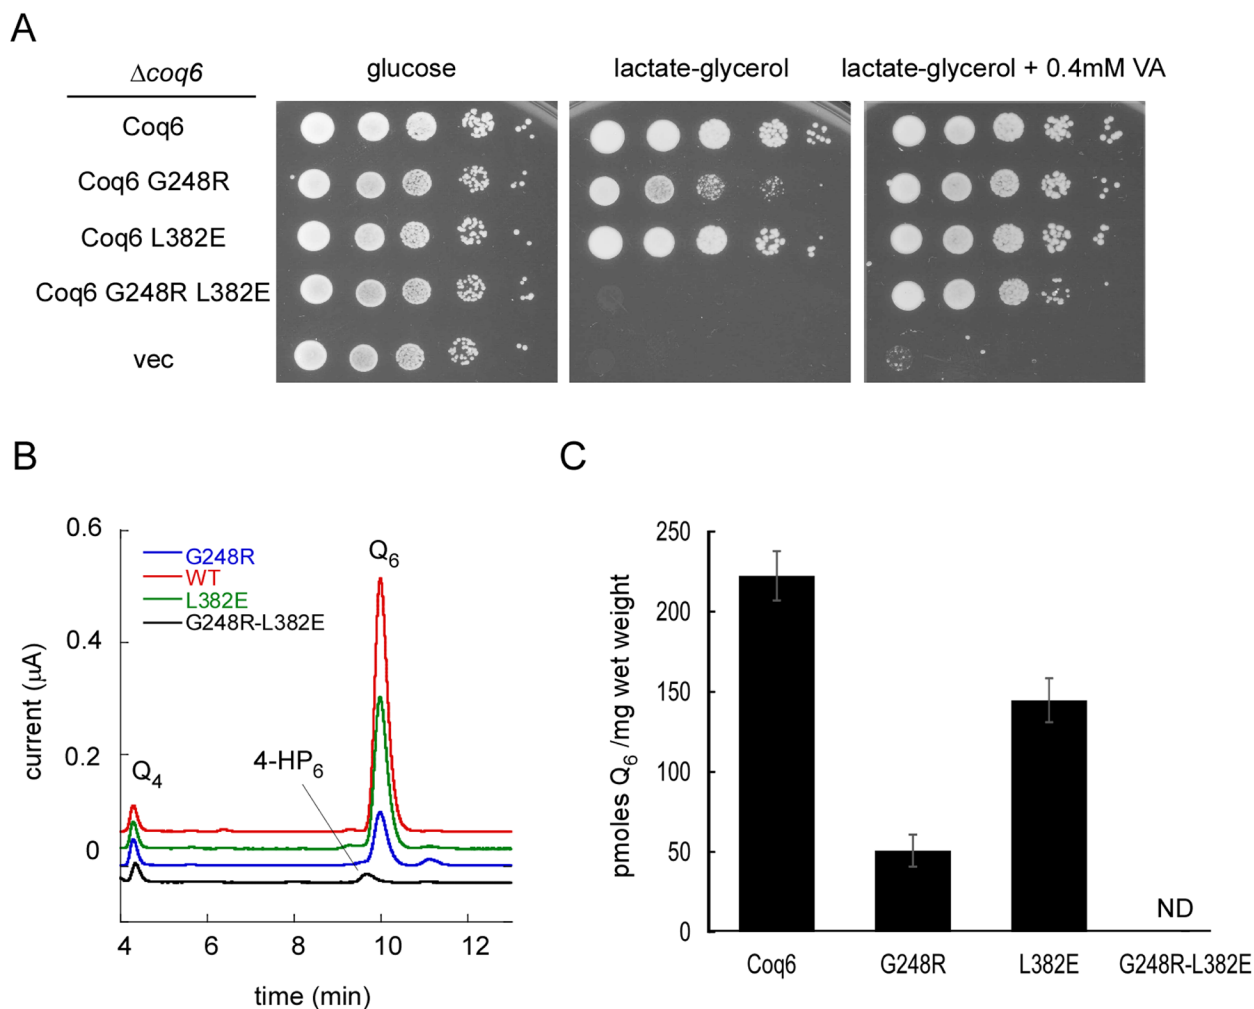 A
Δcoq6
glucose
lactate-glycerol
lactate-glycerol + 0.4mM VA
Coq6
Coq6 G248R
Coq6 L382E
Coq6 G248R L382E
vec
B
0.6
0.4
0.2
0
current (μA)
G248R
WT
L382E
G248R-L382E
Q4
4-HP6
Q6
4 6 8 10 12
time (min)
C
250
200
150
100
50
0
pmoles Q6 /mg wet weight
ND
Coq6 G248R L382E G248R-L382E